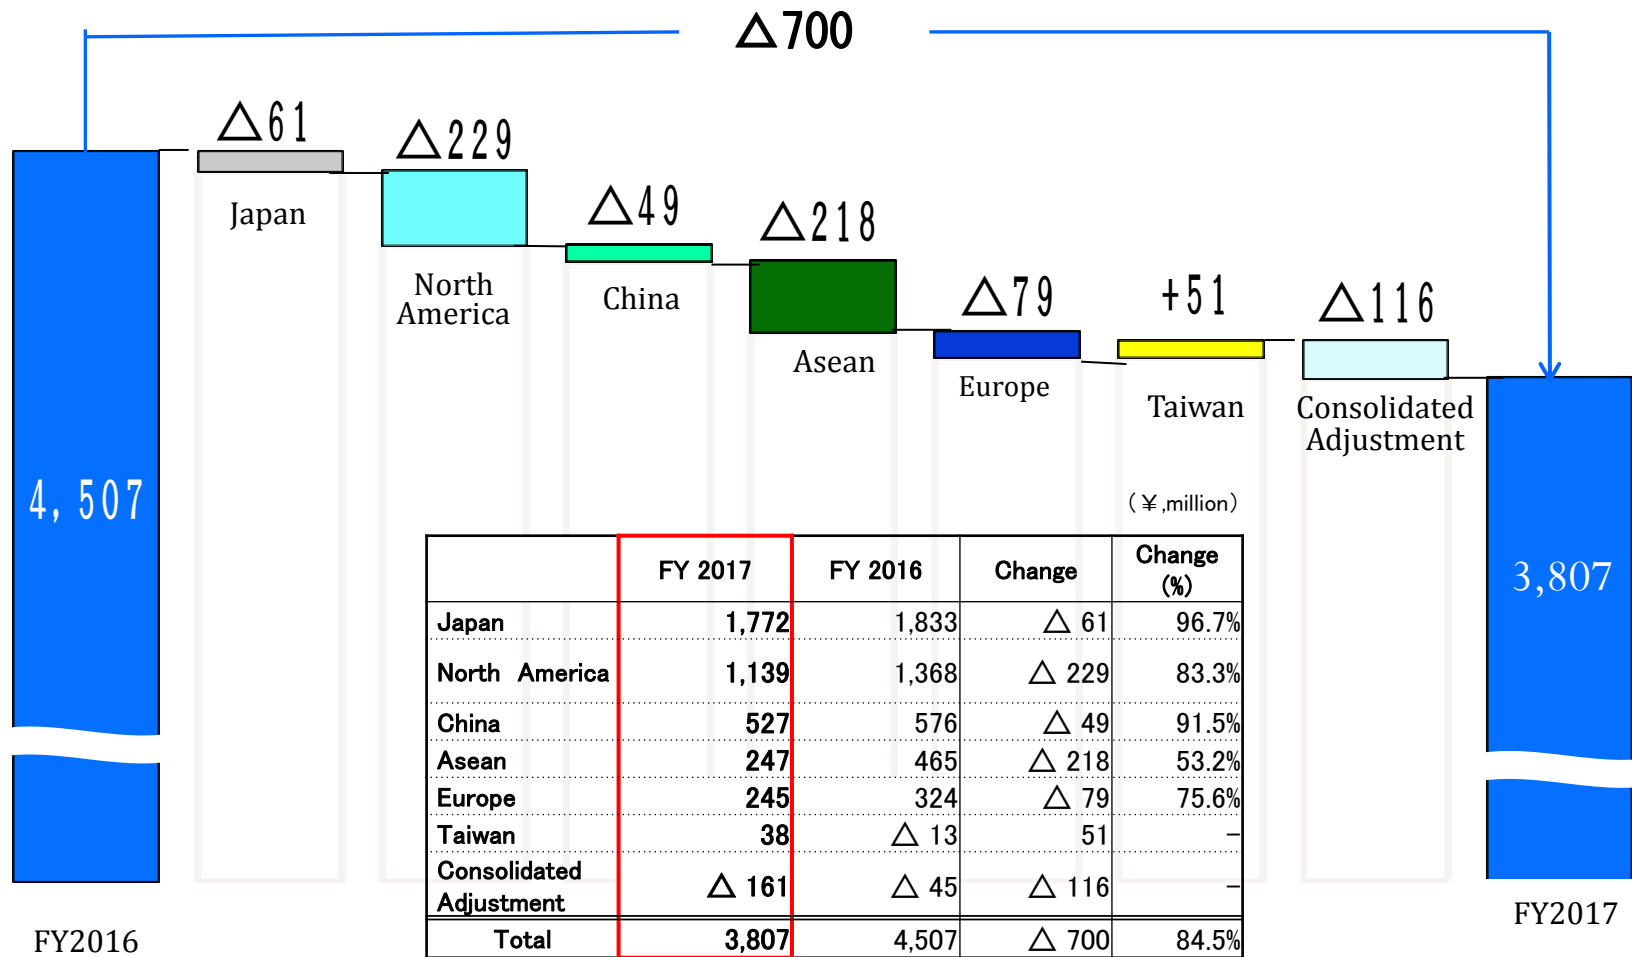 △700
△61
△229
△49
△218
△79
+51
△116
Japan
North
America
China
Asean
Europe
Taiwan
Consolidated
Adjustment
4,507
3,807
(¥,million)
FY 2017 FY 2016 Change Change
(%)
Japan 1,772 1,833 △ 61 96.7%
North America 1,139 1,368 △ 229 83.3%
China 527 576 △ 49 91.5%
Asean 247 465 △ 218 53.2%
Europe 245 324 △ 79 75.6%
Taiwan 38 △ 13 51 −
Consolidated
Adjustment △ 161 △ 45 △ 116 −
Total 3,807 4,507 △ 700 84.5%
FY2016
FY2017